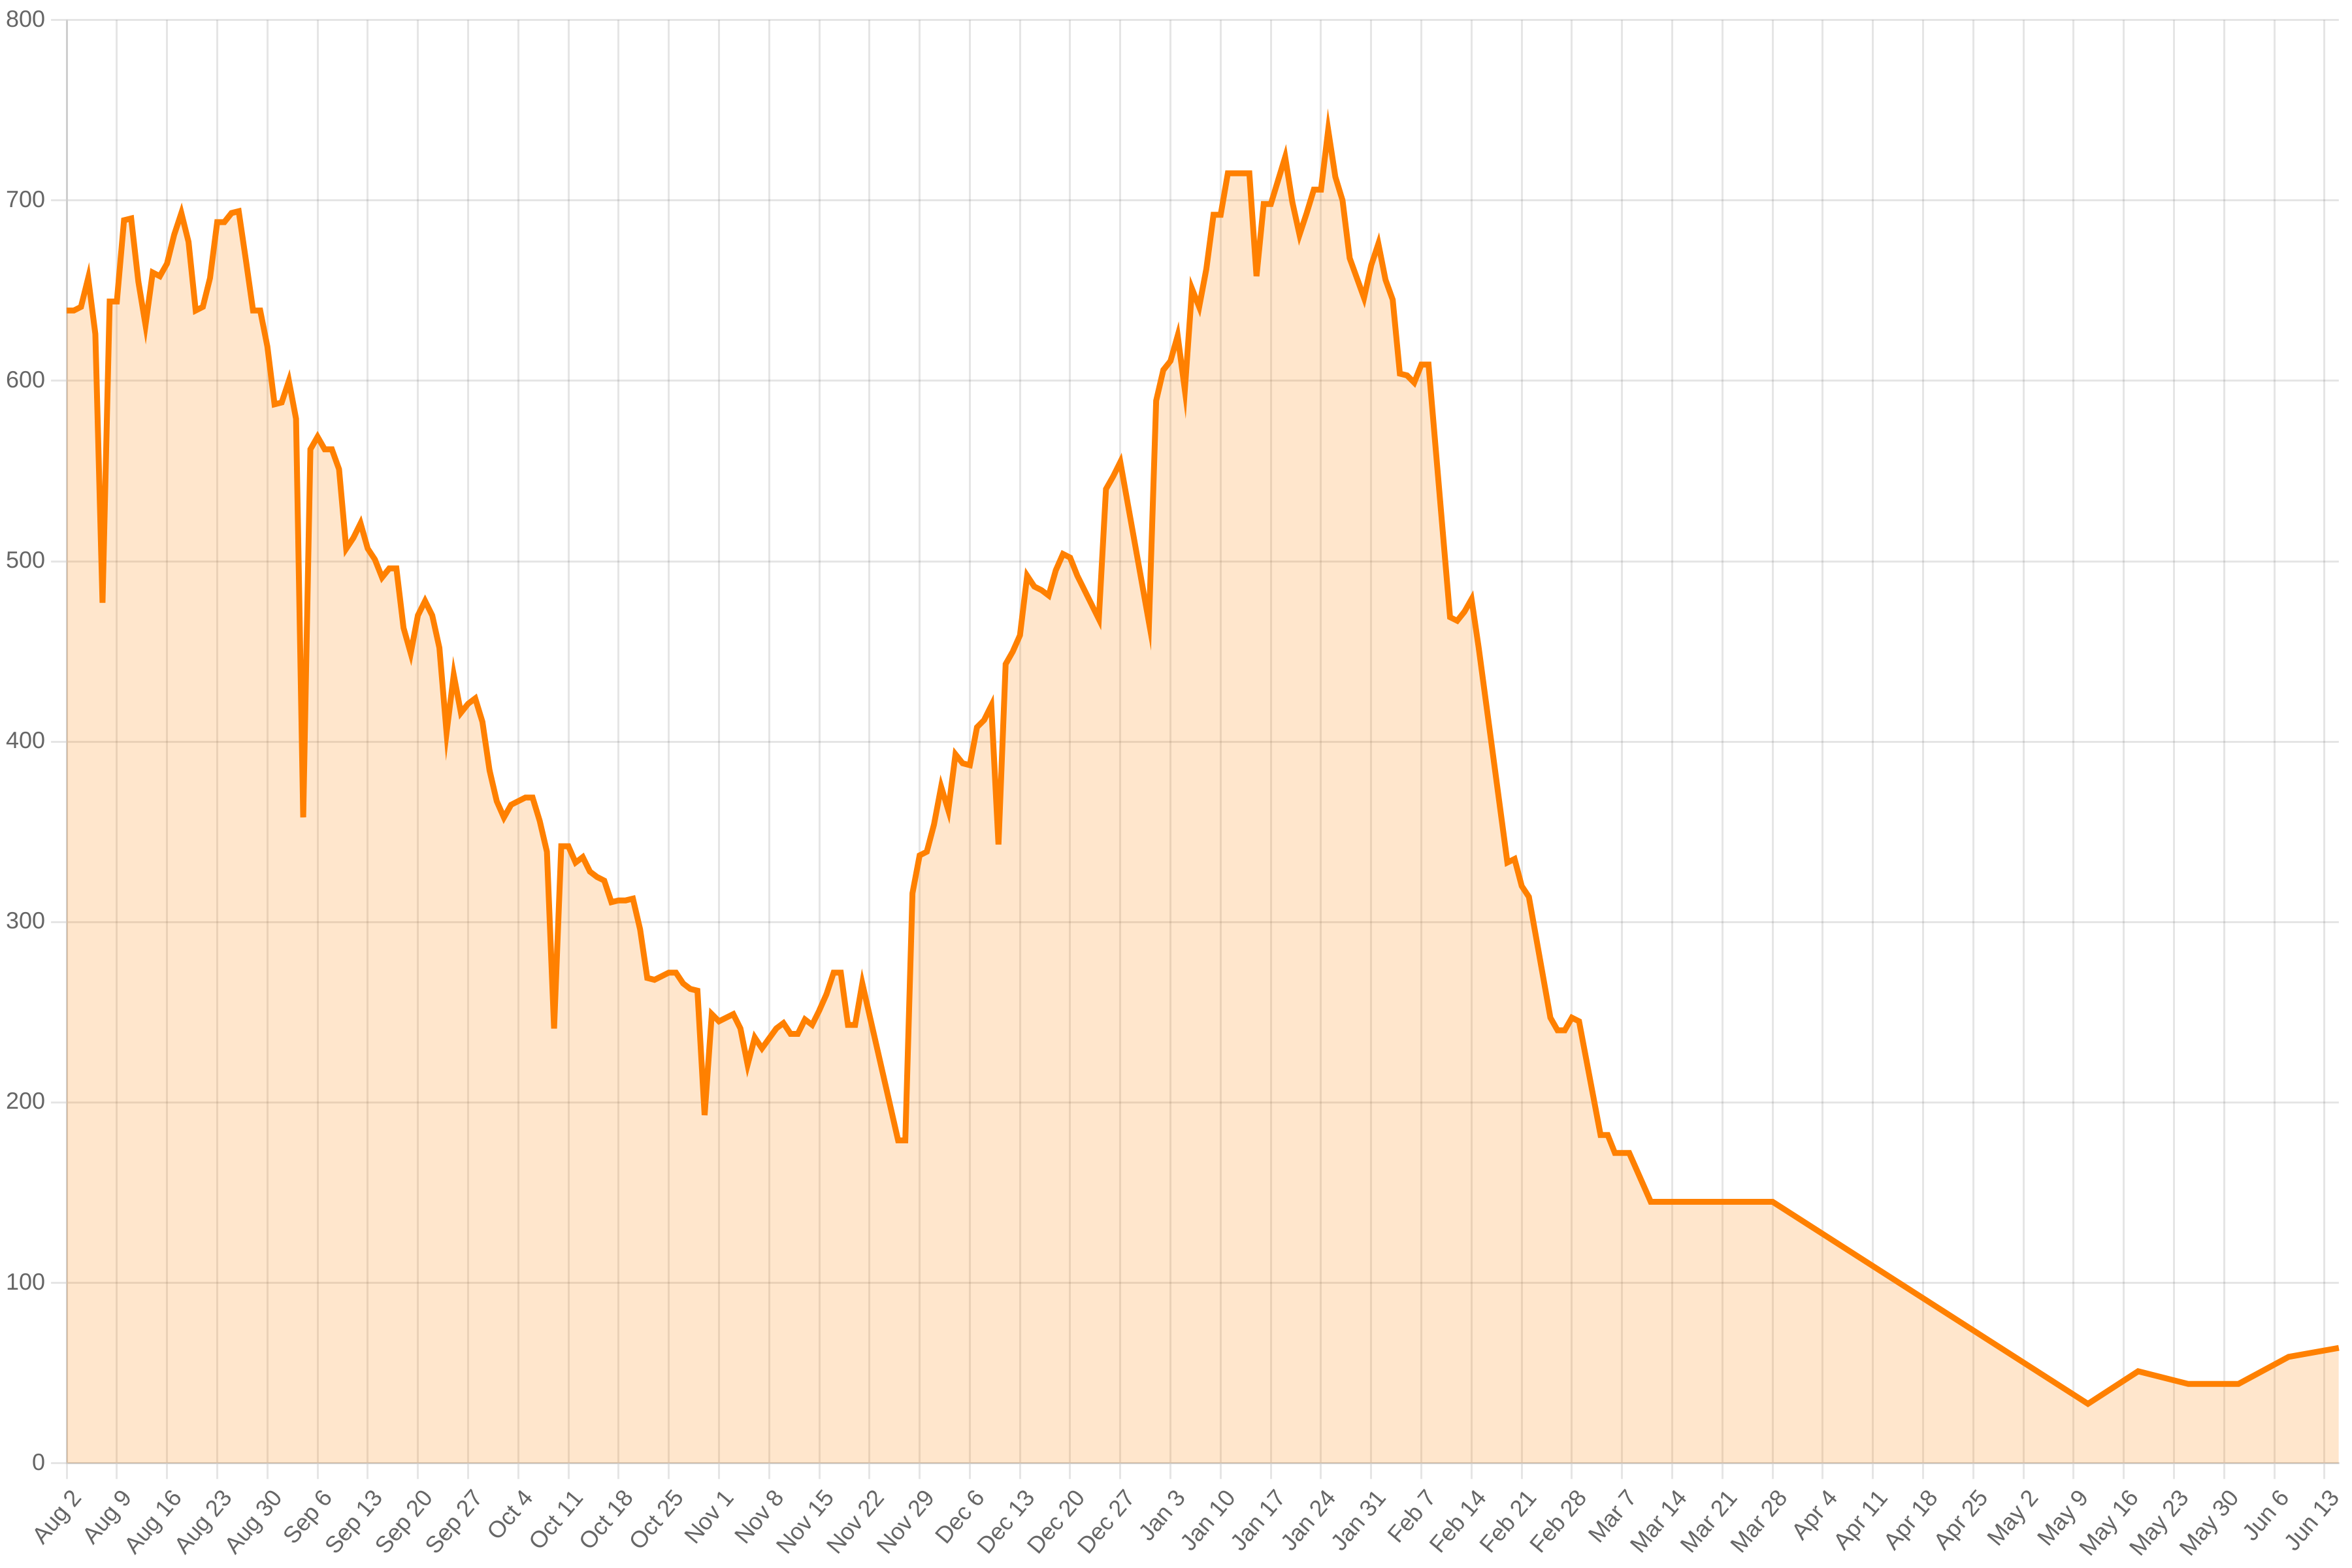 800
700
600
500
400
300
200
100
0
Aug 2
Aug 9
Aug 16
Aug 23
Aug 30
Sep 6
Sep 13
Sep 20
Sep 27
Oct 4
Oct 11
Oct 18
Oct 25
Nov 1
Nov 8
Nov 15
Nov 22
Nov 29
Dec 6
Dec 13
Dec 20
Dec 27
Jan 3
Jan 10
Jan 17
Jan 24
Jan 31
Feb 7
Feb 14
Feb 21
Feb 28
Mar 7
Mar 14
Mar 21
Mar 28
Apr 4
Apr 11
Apr 18
Apr 25
May 2
May 9
May 16
May 23
May 30
Jun 6
Jun 13